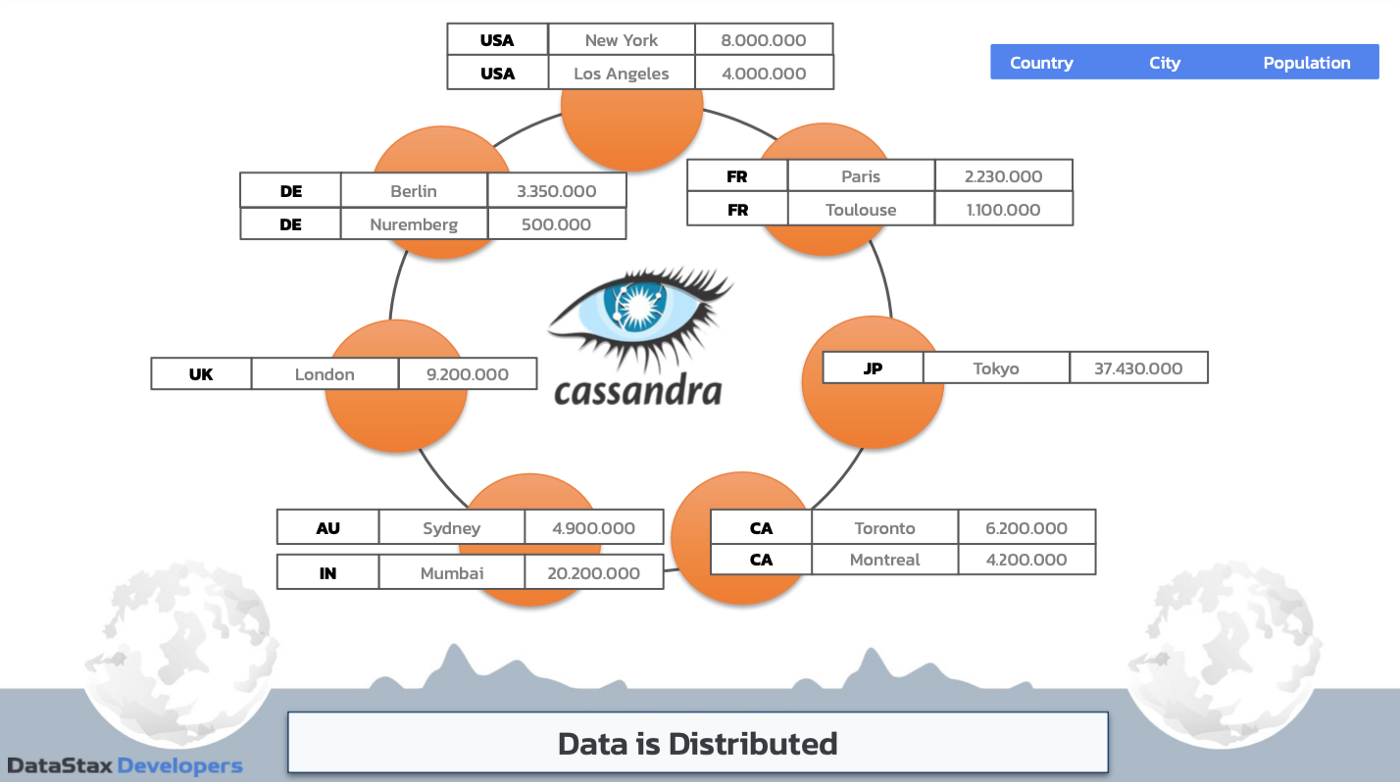 USA New York 8.000.000
USA Los Angeles 4.000.000
Country City Population
DE Berlin 3.350.000
DE Nuremberg 500.000
FR Paris 2.230.000
FR Toulouse 1.100.000
cassandra
UK London 9.200.000
JP Tokyo 37.430.000
AU Sydney 4.900.000
IN Mumbai 20.200.000
CA Toronto 6.200.000
CA Montreal 4.200.000
Data is Distributed
DataStax Developers